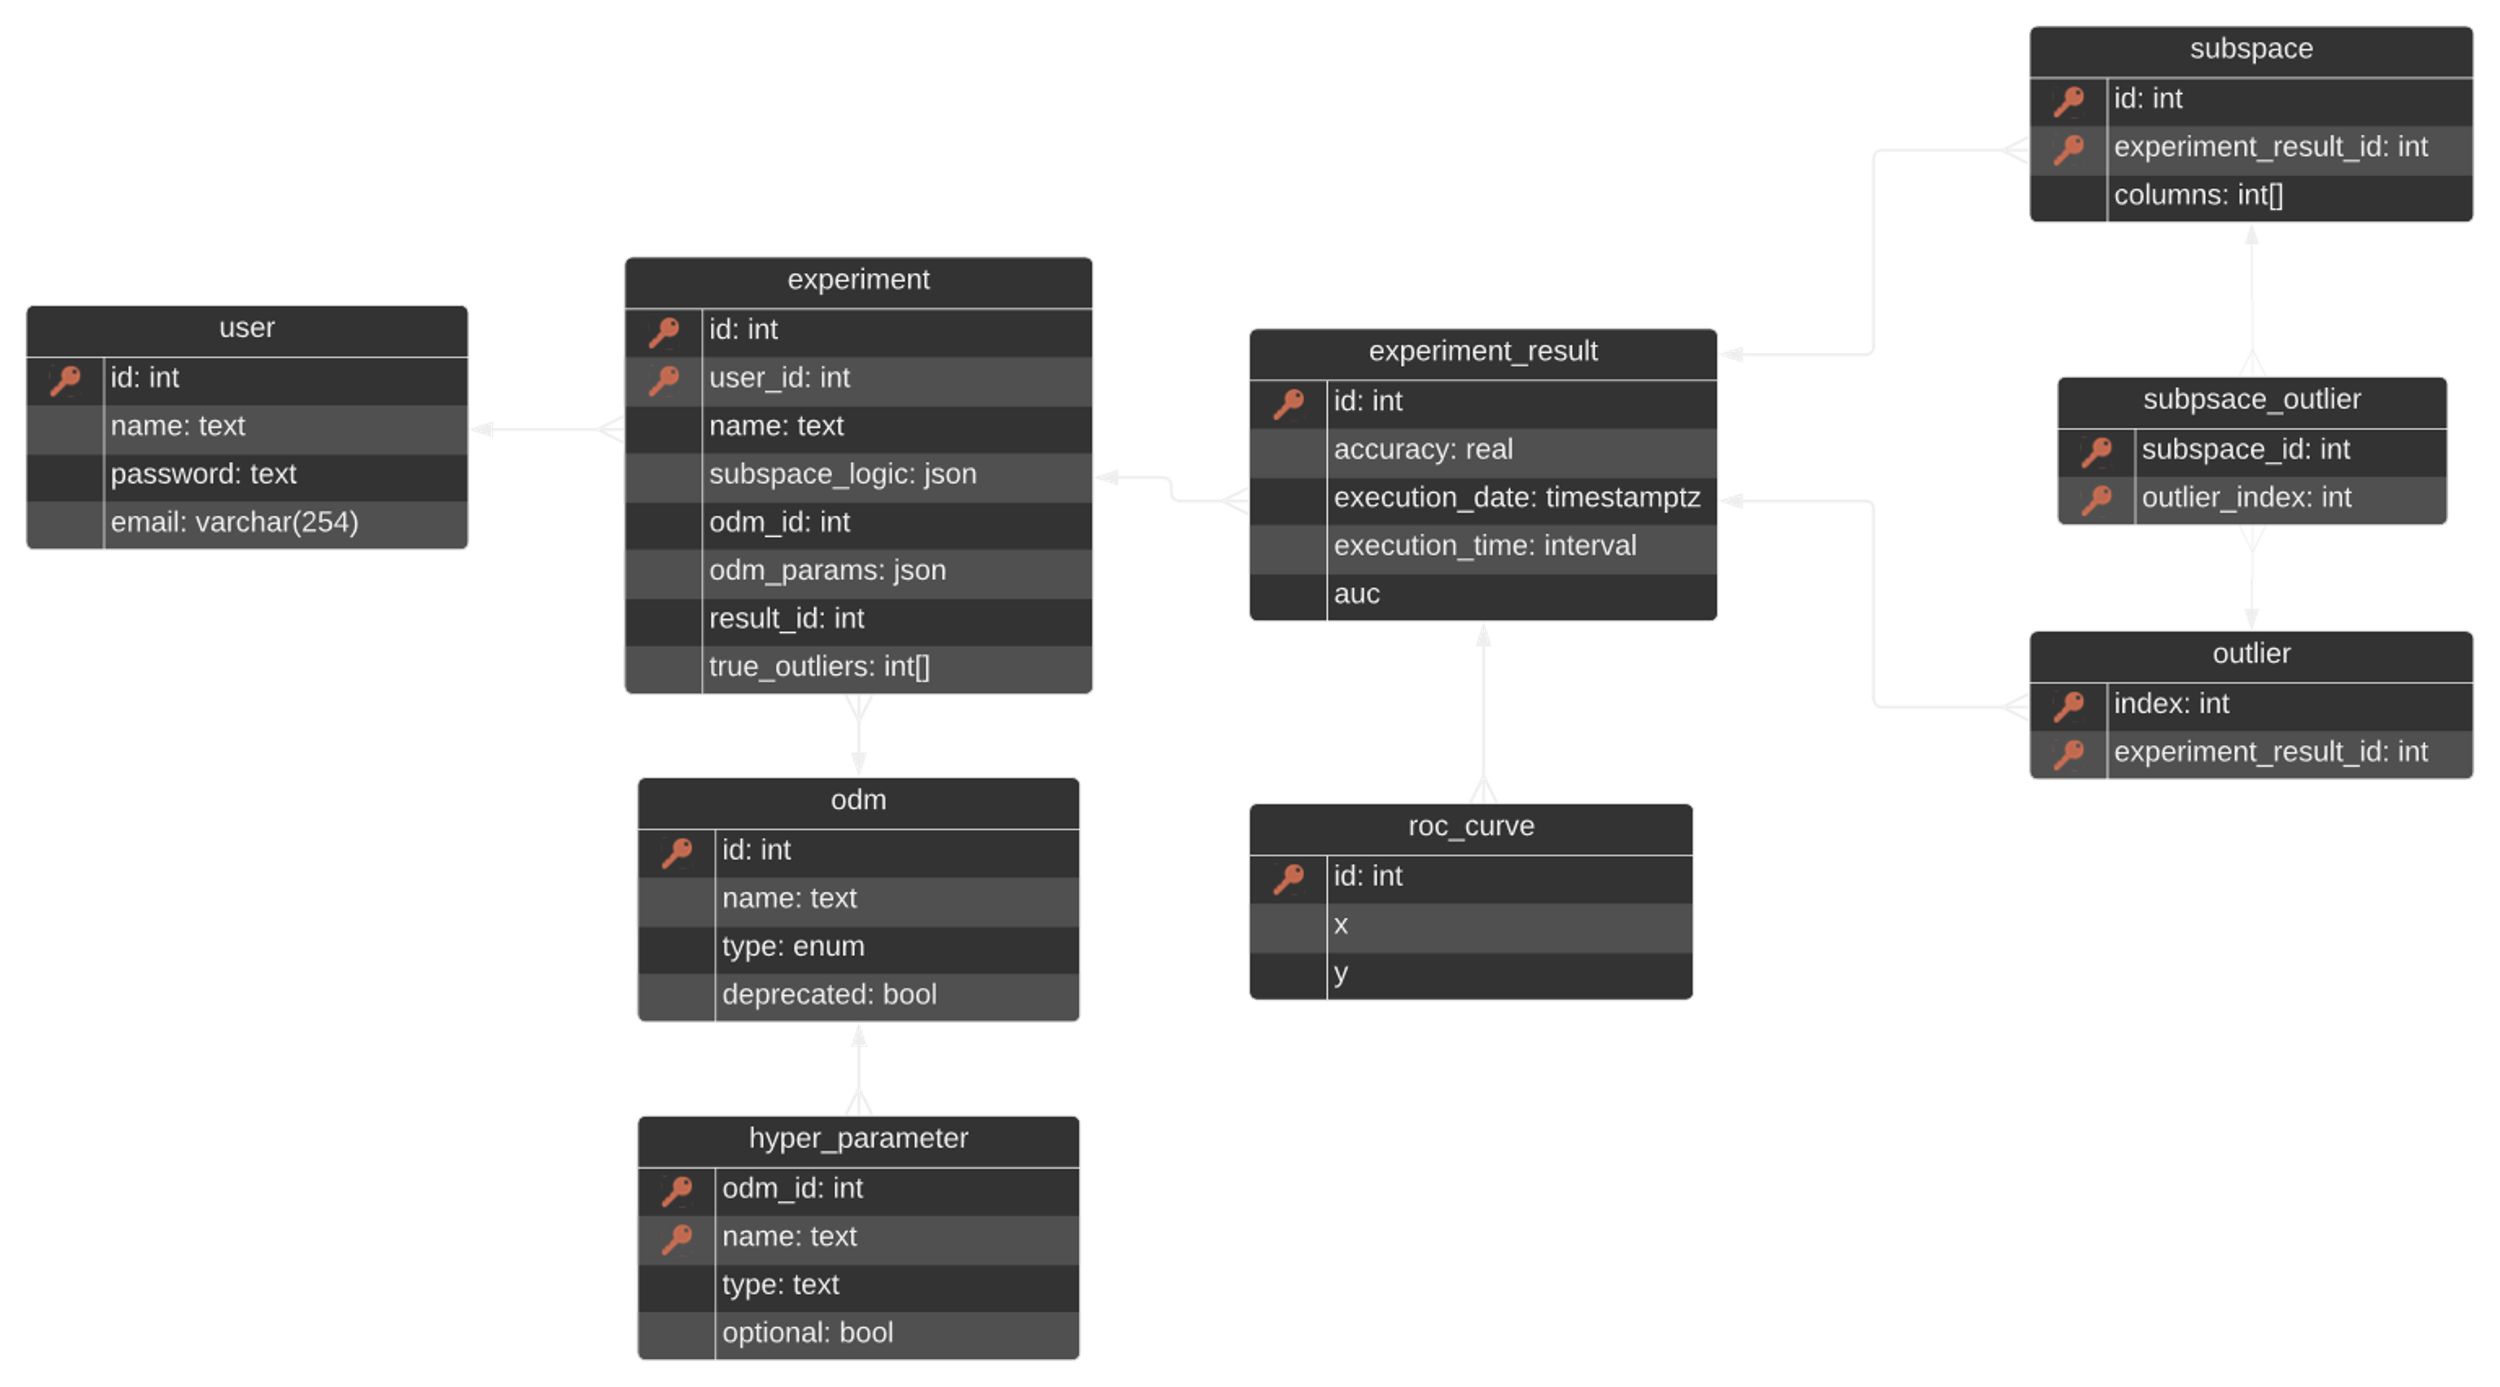 user
id: int
name: text
password: text
email: varchar(254)
experiment
id: int
user_id: int
name: text
subspace_logic: json
odm_id: int
odm_params: json
result_id: int
true_outliers: int[]
odm
id: int
name: text
type: enum
deprecated: bool
hyper_parameter
odm_id: int
name: text
type: text
optional: bool
experiment_result
id: int
accuracy: real
execution_date: timestamptz
execution_time: interval
auc
roc_curve
id: int
x
y
subspace
id: int
experiment_result_id: int
columns: int[]
subpsace_outlier
subspace_id: int
outlier_index: int
outlier
index: int
experiment_result_id: int